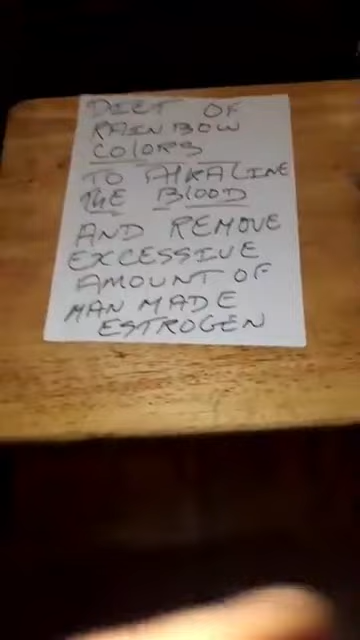 DIET OF
RAINBOW
COLORS
TO ALKALINE
THE BLOOD
AND REMOVE
EXCESSIVE
AMOUNT OF
MAN MADE
ESTROGEN